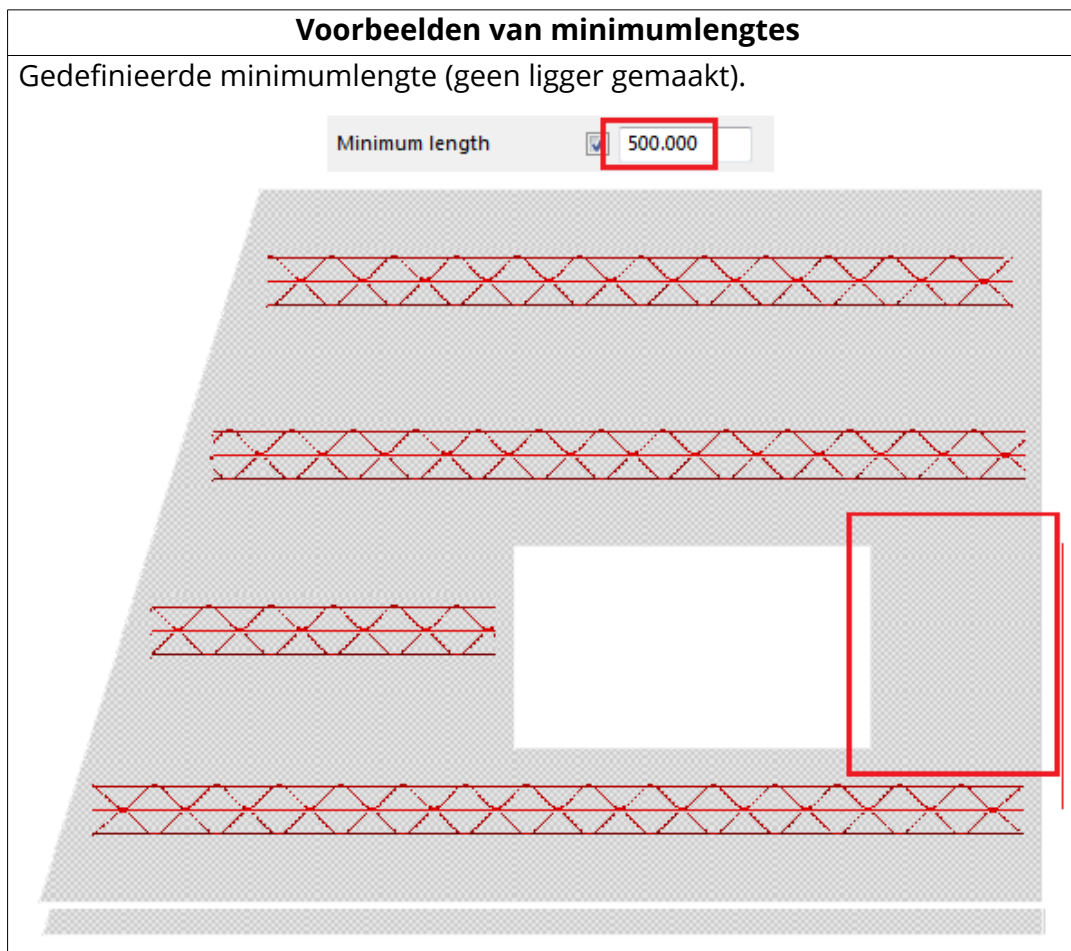 Voorbeelden van minimumlengtes
Gedefinieerde minimumlengte (geen ligger gemaakt).
Minimum length 500.000